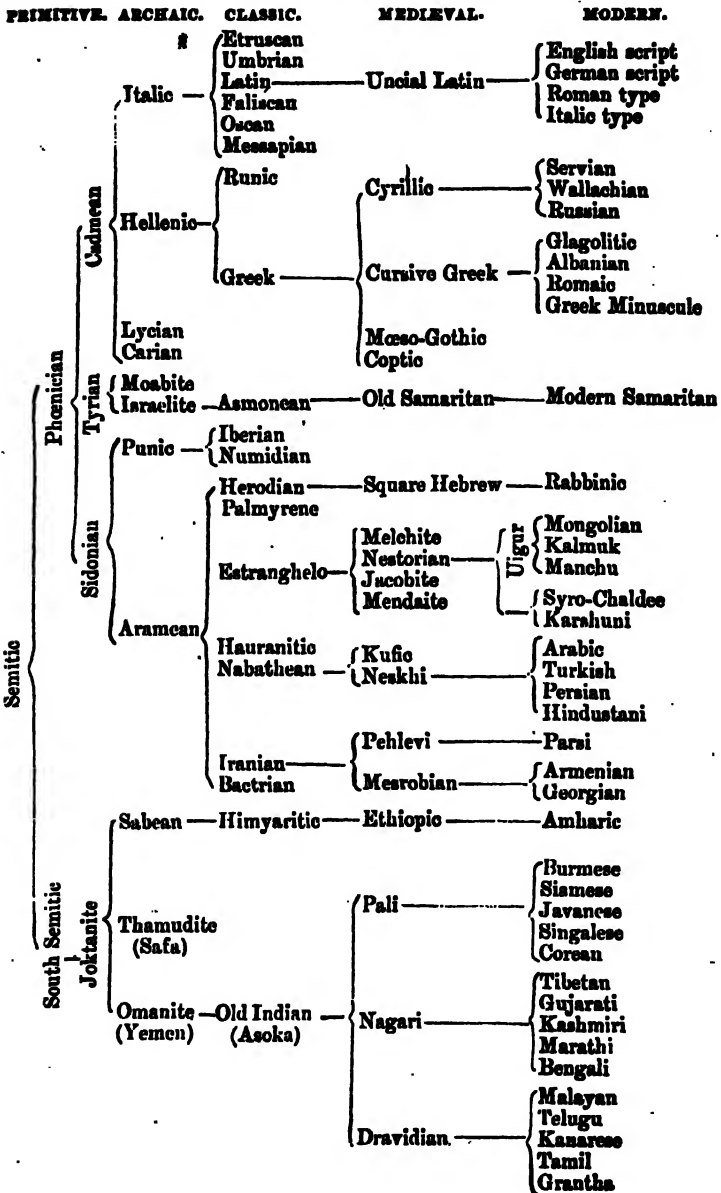 PRIMITIVE. ARCHAIC. CLASSIC. MEDIÆVAL. MODERN.
Semitic
Phœnician
Cadmean
Italic
Etruscan
Umbrian
Latin
Faliscan
Oscan
Messapian
Uncial Latin
English script
German script
Roman type
Italic type
Hellenic
Runic
Greek
Cyrillic
Servian
Wallachian
Russian
Cursive Greek
Glagolitic
Albanian
Romaic
Greek Minuscule
Mœso-Gothic
Coptic
Lycian
Carian
Tyrian
Moabite
Israelite
Asmonean
Old Samaritan
Modern Samaritan
Sidonian
Punic
Iberian
Numidian
Aramean
Herodian
Palmyrene
Square Hebrew
Rabbinic
Estranghelo
Melchite
Nestorian
Jacobite
Mendaite
Uigur
Mongolian
Kalmuk
Manchu
Syro-Chaldee
Karshuni
Hauranitic
Nabathean
Kufic
Neskhi
Arabic
Turkish
Persian
Hindustani
Iranian
Bactrian
Pehlevi
Parsi
Mesrobian
Armenian
Georgian
South Semitic
Joktanite
Sabean
Himyaritic
Ethiopic
Amharic
Thamudite
(Safa)
Omanite
(Yemen)
Old Indian
(Asoka)
Pali
Burmese
Siamese
Javanese
Singalese
Corean
Nagari
Tibetan
Gujarati
Kashmiri
Marathi
Bengali
Dravidian
Malayan
Telugu
Kanarese
Tamil
Grantha